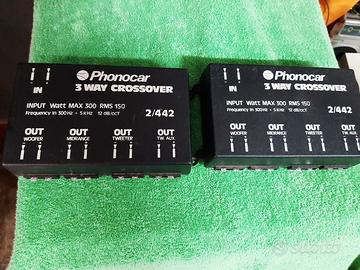 Phonocar
3 WAY CROSSOVER
IN
INPUT Watt MAX 300 RMS 150
Frequency in 300Hz - 5 kHz 12 dB/oct
2/442
OUT OUT OUT OUT
WOOFER MIDRANGE TWEETER TW. AUX.
Phonocar
3 WAY CROSSOVER
IN
INPUT Watt MAX 300 RMS 150
Frequency in 300Hz - 5 kHz 12 dB/oct
2/442
OUT OUT OUT OUT
WOOFER MIDRANGE TWEETER TW. AUX.
subito